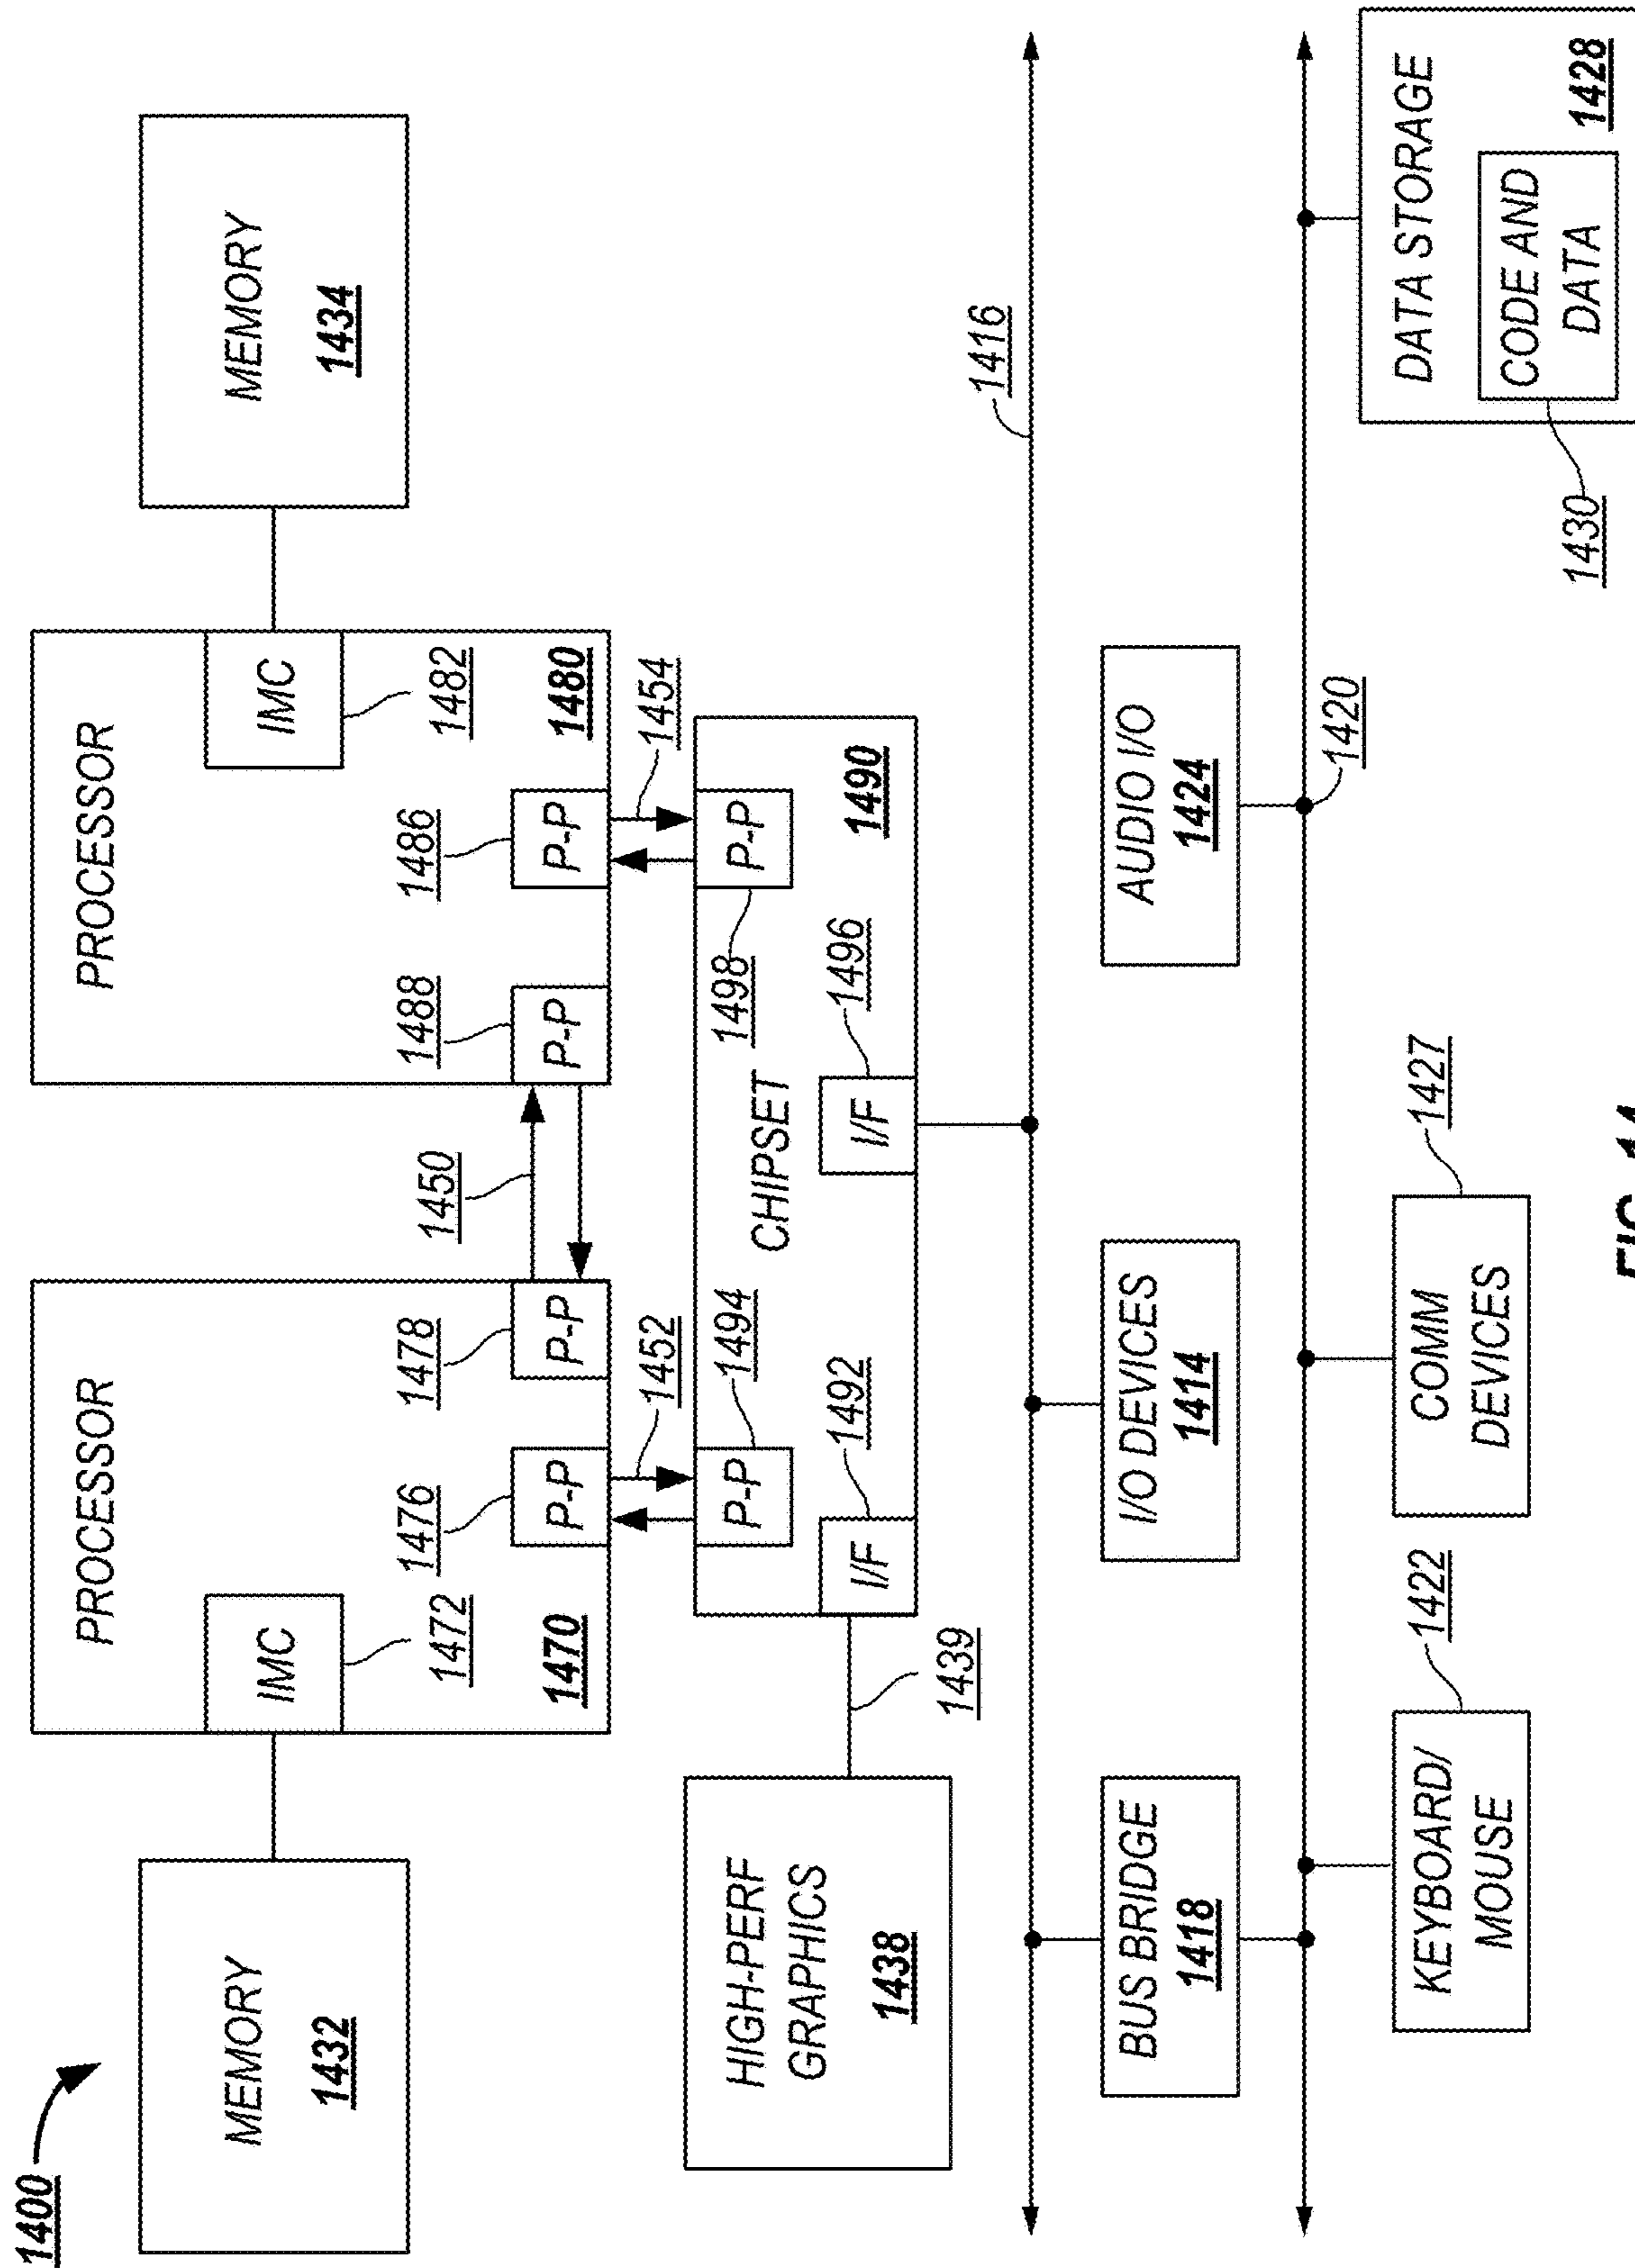 1400
PROCESSOR
PROCESSOR
MEMORY
1432
IMC
1472
1476
1478
1450
1488
1486
IMC
1482
MEMORY
1434
1470
P-P
P-P
P-P
P-P
1480
1452
1454
HIGH-PERF
GRAPHICS
1438
1439
P-P
1494
CHIPSET
1498
P-P
I/F
1492
I/F
1496
1490
1416
BUS BRIDGE
1418
I/O DEVICES
1414
AUDIO I/O
1424
1420
KEYBOARD/
MOUSE
1422
COMM
DEVICES
1427
DATA STORAGE
CODE AND
DATA
1430
1428